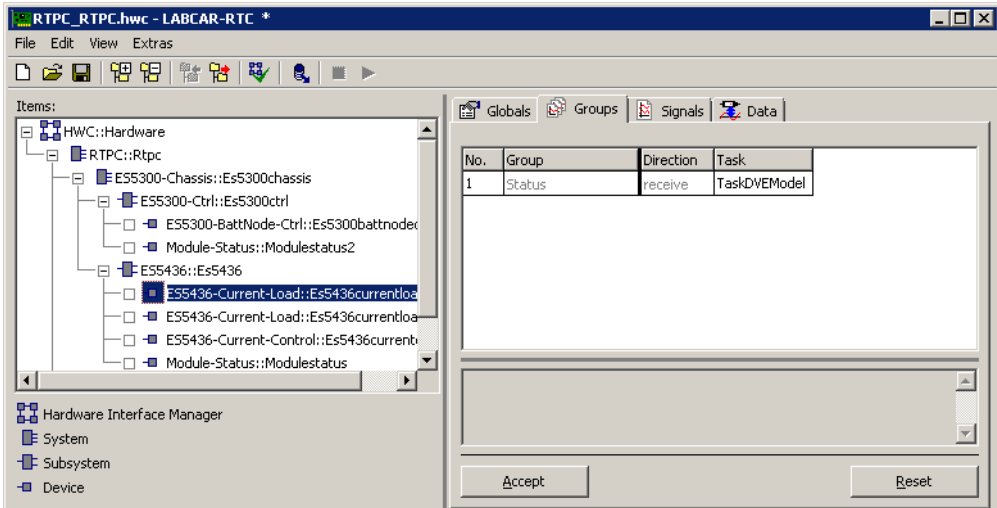 RTPC_RTPC.hwc - LABCAR-RTC *
File Edit View Extras
Items:
HWC::Hardware
RTPC::Rtpc
ES5300-Chassis::Es5300chassis
ES5300-Ctrl::Es5300ctrl
ES5300-BattNode-Ctrl::Es5300battnode
Module-Status::Modulestatus2
ES5436::Es5436
ES5436-Current-Load::Es5436currentloa
ES5436-Current-Load::Es5436currentloa
ES5436-Current-Control::Es5436current
Module-Status::Modulestatus
Hardware Interface Manager
System
Subsystem
Device
Globals Groups Signals Data
No. Group Direction Task
1 Status receive TaskDVEModel
Accept Reset